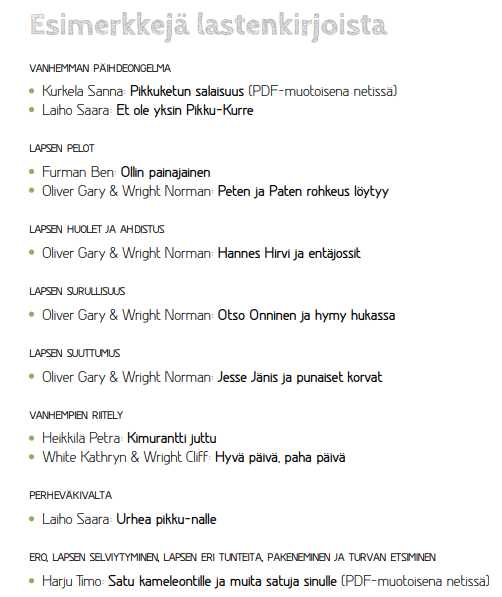 Esimerkkejä lastenkirjoista
VANHEMMAN PÄIHDEONGELMA
• Kurkela Sanna: Pikkuketun salaisuus (PDF-muotoisena netissä)
• Laiho Saara: Et ole yksin Pikku-Kurre
LAPSEN PELOT
• Furman Ben: Ollin painajainen
• Oliver Gary & Wright Norman: Peten ja Paten rohkeus löytyy
LAPSEN HUOLET JA AHDISTUS
• Oliver Gary & Wright Norman: Hannes Hirvi ja entäjossit
LAPSEN SURULLISUUS
• Oliver Gary & Wright Norman: Otso Onninen ja hymy hukassa
LAPSEN SUUTTUMUS
• Oliver Gary & Wright Norman: Jesse Jänis ja punaiset korvat
VANHEMPIEN RIITELY
• Heikkilä Petra: Kimurantti juttu
• White Kathryn & Wright Cliff: Hyvä päivä, paha päivä
PERHEVÄKIVALTA
• Laiho Saara: Urhea pikku-nalle
ERO, LAPSEN SELVIYTYMINEN, LAPSEN ERI TUNTEITA, PAKENEMINEN JA TURVAN ETSIMINEN
• Harju Timo: Satu kameleontille ja muita satuja sinulle (PDF-muotoisena netissä)